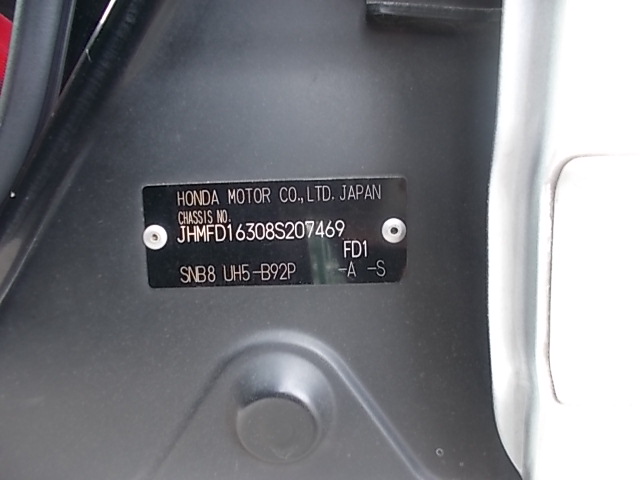 HONDA MOTOR CO.,LTD. JAPAN
CHASSIS NO.
JHMFD16308S207469
FD1
SNB8 UH5-B92P -A -S